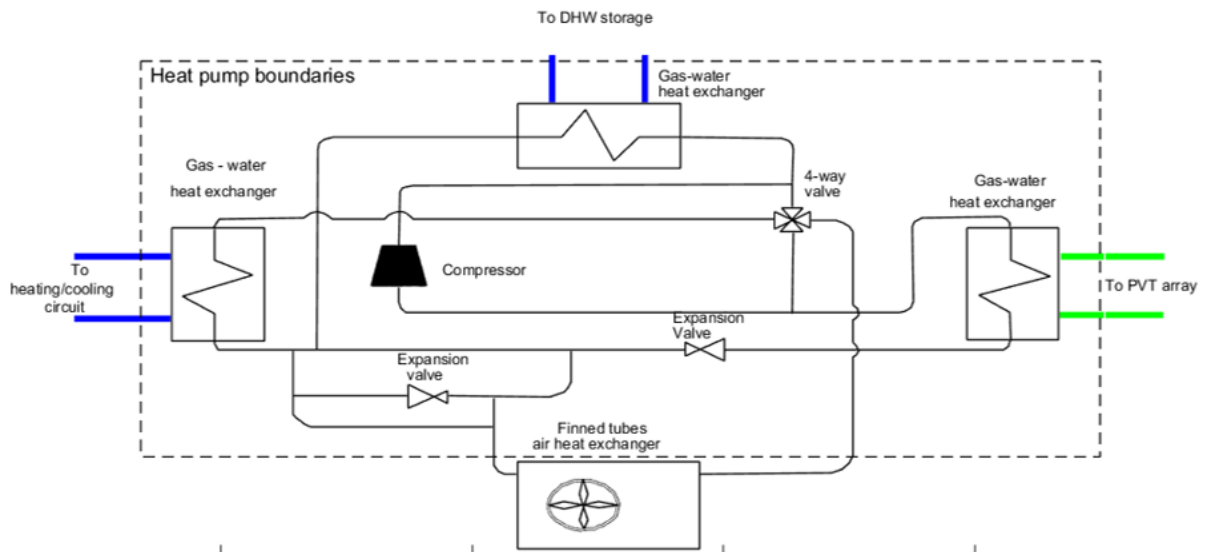 To DHW storage
Heat pump boundaries
Gas-water
heat exchanger
Gas - water
heat exchanger
4-way
valve
Gas-water
heat exchanger
Compressor
To
heating/cooling
circuit
To PVT array
Expansion
Valve
Expansion
valve
Finned tubes
air heat exchanger